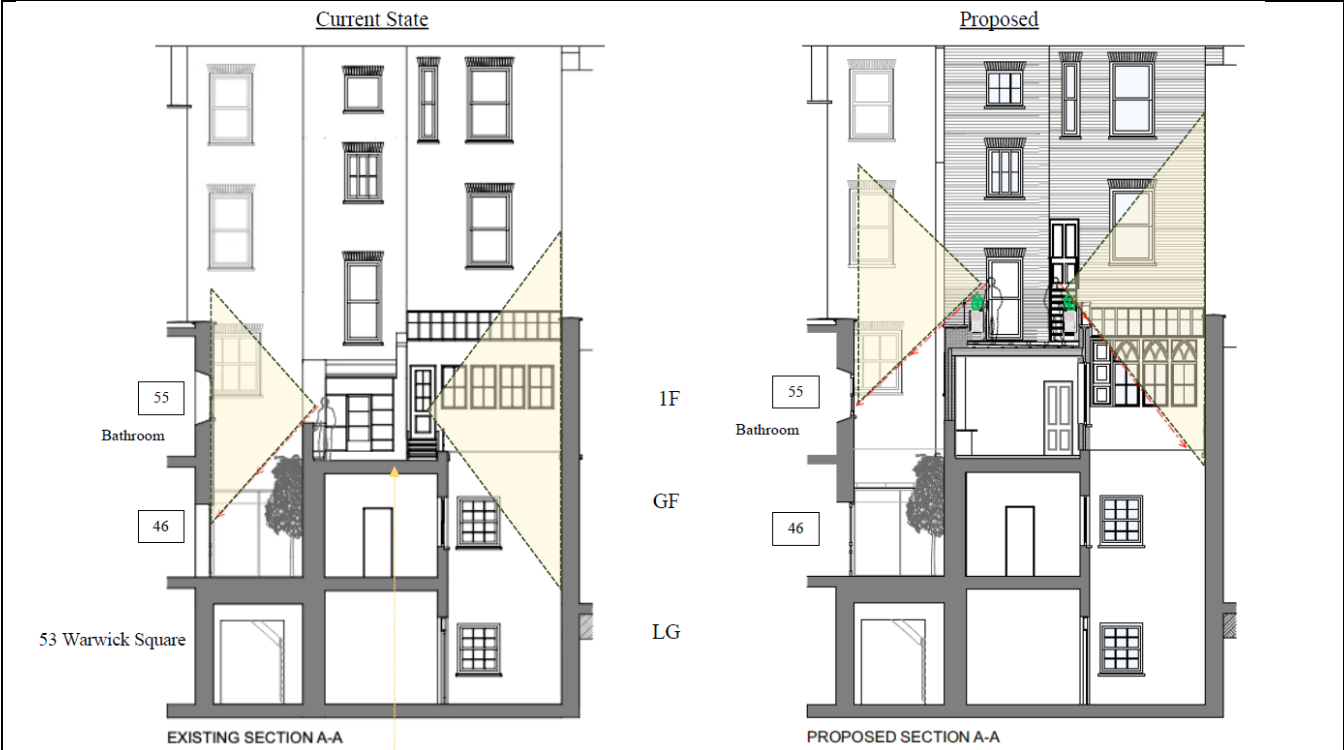 Current State
Proposed
55
Bathroom
1F
55
Bathroom
46
GF
46
53 Warwick Square
LG
EXISTING SECTION A-A
PROPOSED SECTION A-A